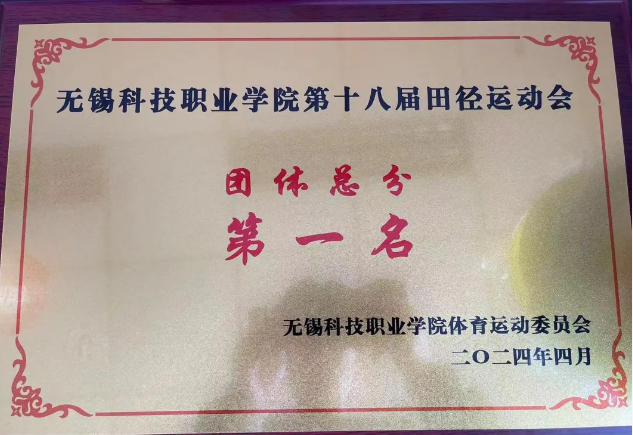 无锡科技职业学院第十八届田径运动会
团体总分
第一名
无锡科技职业学院体育运动委员会
二〇二四年四月